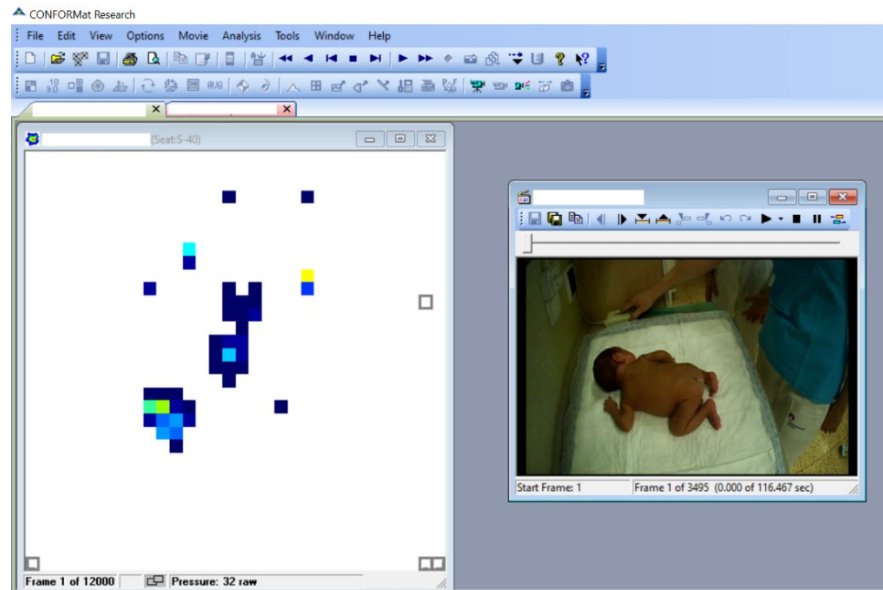 CONFORMat Research
File Edit View Options Movie Analysis Tools Window Help
(Seat:S-40)
Start Frame: 1 Frame 1 of 3495 (0.000 of 116.467 sec)
Frame 1 of 12000 Pressure: 32 raw